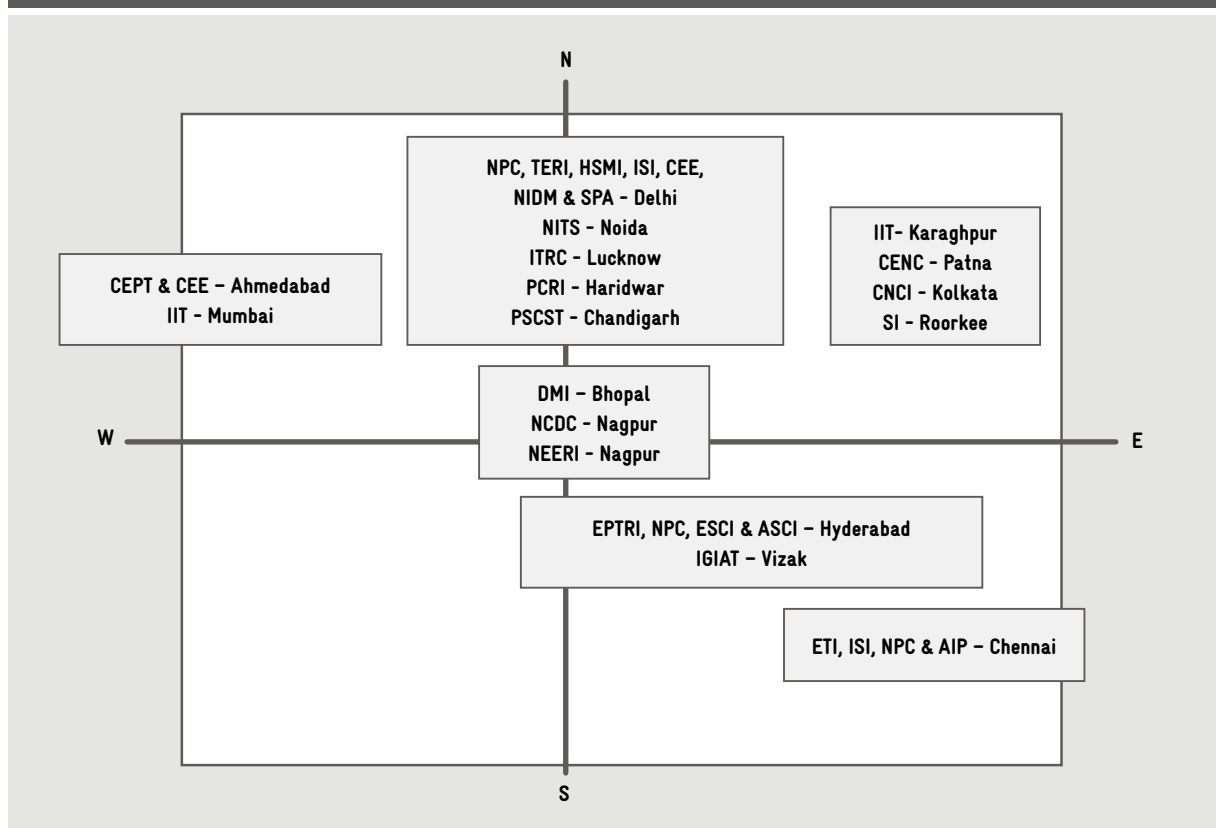 N
NPC, TERI, HSMI, ISI, CEE,
NIDM & SPA - Delhi
NITS - Noida
ITRC - Lucknow
PCRI - Haridwar
PSCST - Chandigarh
IIT- Karaghpur
CENC - Patna
CNCI - Kolkata
SI - Roorkee
CEPT & CEE – Ahmedabad
IIT - Mumbai
DMI – Bhopal
NCDC - Nagpur
NEERI - Nagpur
W
E
EPTRI, NPC, ESCI & ASCI – Hyderabad
IGIAT – Vizak
ETI, ISI, NPC & AIP – Chennai
S